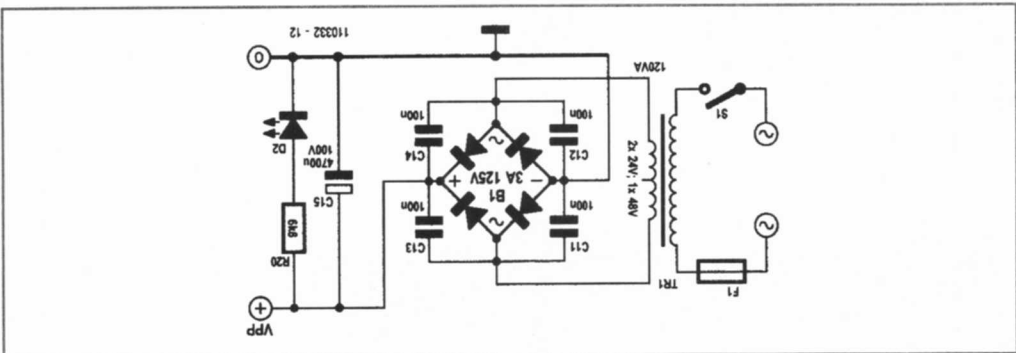 VPP
F1
TR1
R20
6k8
C11
100n
C13
100n
C15
4700u
100V
2x 24V; 1x 48V
B1
3A 125V
C12
100n
C14
100n
D2
S1
120VA
110332 - 12
0